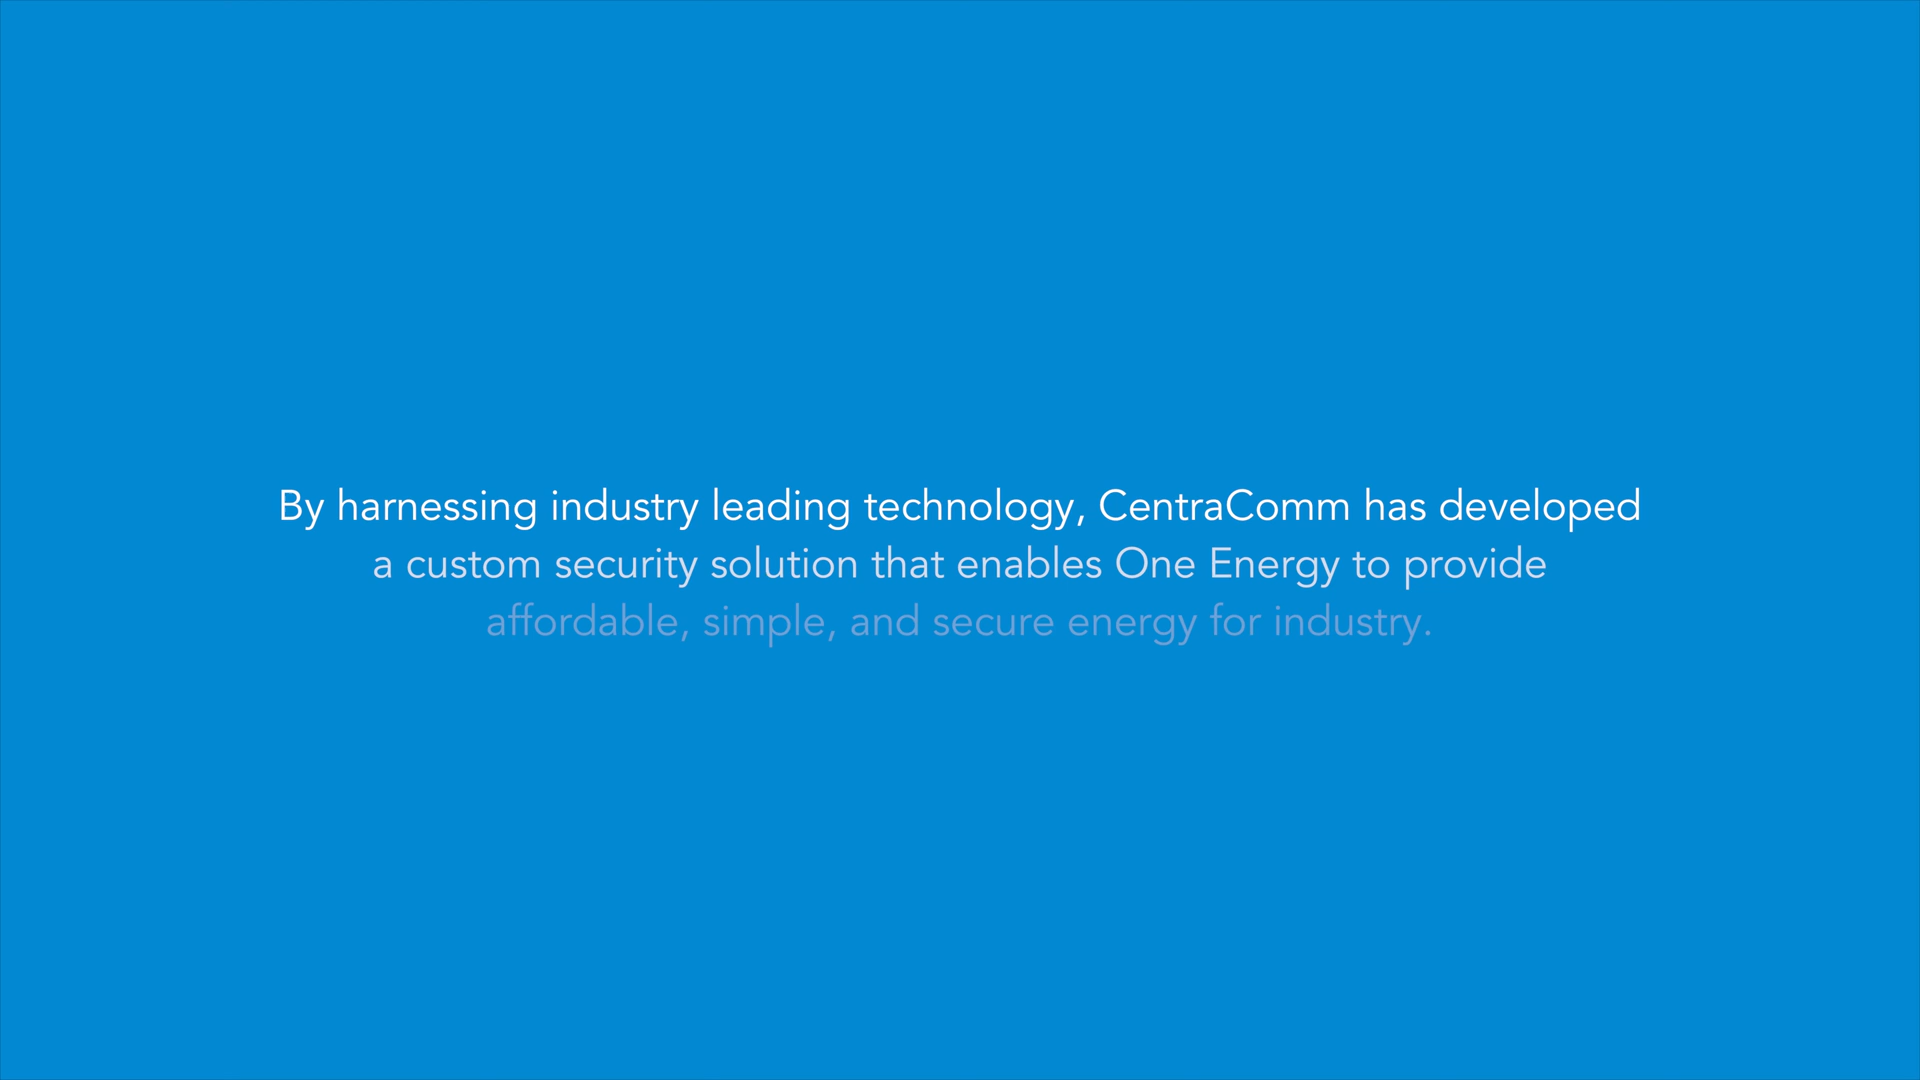 By harnessing industry leading technology, CentraComm has developed
a custom security solution that enables One Energy to provide
affordable, simple, and secure energy for industry.